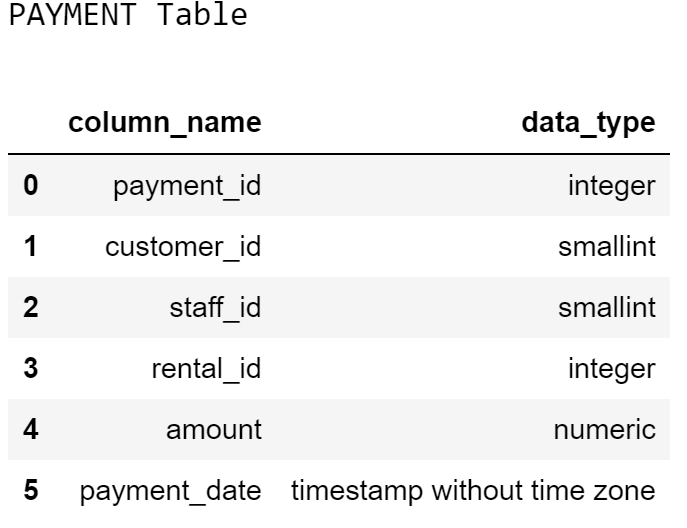 PAYMENT Table
column_name data_type
0 payment_id integer
1 customer_id smallint
2 staff_id smallint
3 rental_id integer
4 amount numeric
5 payment_date timestamp without time zone